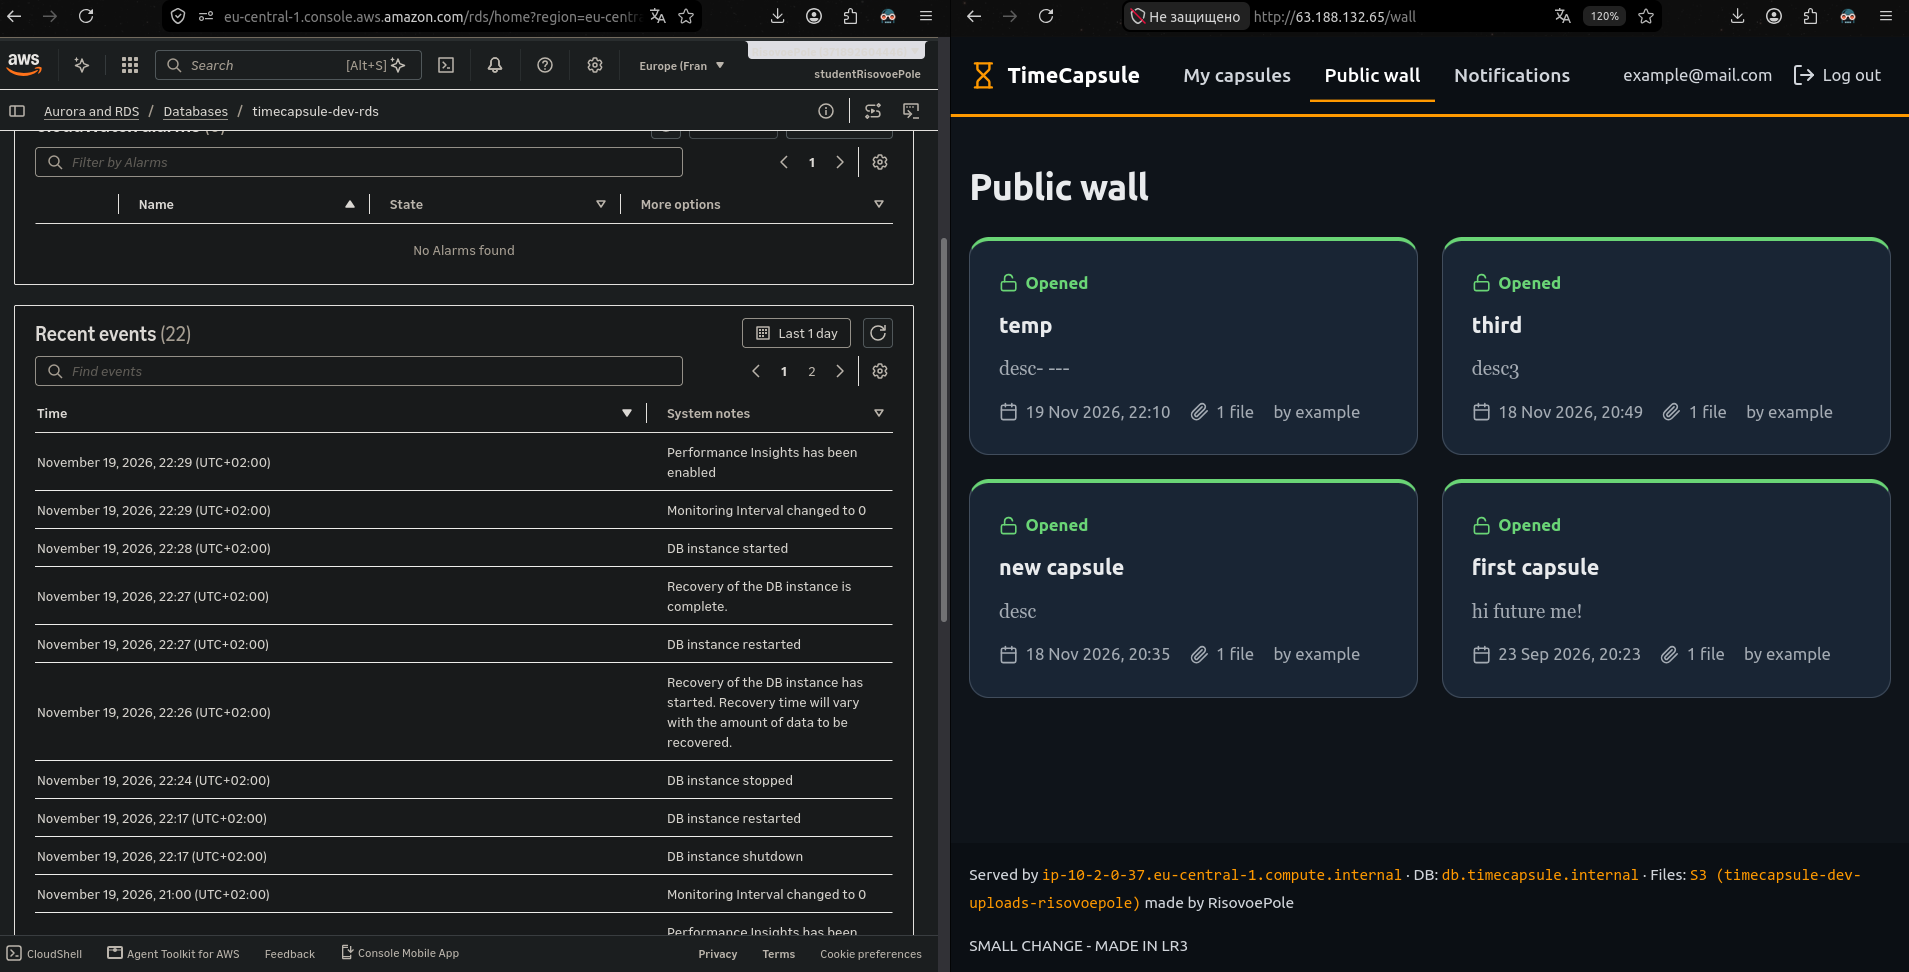 eu-central-1.console.aws.amazon.com/rds/home?region=eu-centr
aws
Search [Alt+S]
Europe (Fran
studentRisovoePole
Aurora and RDS / Databases / timecapsule-dev-rds
Filter by Alarms
1
Name State More options
No Alarms found
Recent events (22)
Last 1 day
Find events
1 2
Time System notes
November 19, 2026, 22:29 (UTC+02:00) Performance Insights has been
enabled
November 19, 2026, 22:29 (UTC+02:00) Monitoring Interval changed to 0
November 19, 2026, 22:28 (UTC+02:00) DB instance started
November 19, 2026, 22:27 (UTC+02:00) Recovery of the DB instance is
complete.
November 19, 2026, 22:27 (UTC+02:00) DB instance restarted
November 19, 2026, 22:26 (UTC+02:00) Recovery of the DB instance has
started. Recovery time will vary
with the amount of data to be
recovered.
November 19, 2026, 22:24 (UTC+02:00) DB instance stopped
November 19, 2026, 22:17 (UTC+02:00) DB instance restarted
November 19, 2026, 22:17 (UTC+02:00) DB instance shutdown
November 19, 2026, 21:00 (UTC+02:00) Monitoring Interval changed to 0
Performance Insights has been
CloudShell Agent Toolkit for AWS Feedback Console Mobile App Privacy Terms Cookie preferences
Не защищено http://63.188.132.65/wall 120%
TimeCapsule My capsules Public wall Notifications example@mail.com Log out
Public wall
Opened
temp
desc- ---
19 Nov 2026, 22:10 1 file by example
Opened
third
desc3
18 Nov 2026, 20:49 1 file by example
Opened
new capsule
desc
18 Nov 2026, 20:35 1 file by example
Opened
first capsule
hi future me!
23 Sep 2026, 20:23 1 file by example
Served by ip-10-2-0-37.eu-central-1.compute.internal · DB: db.timecapsule.internal · Files: S3 (timecapsule-dev-
uploads-risovoepole) made by RisovoePole
SMALL CHANGE - MADE IN LR3